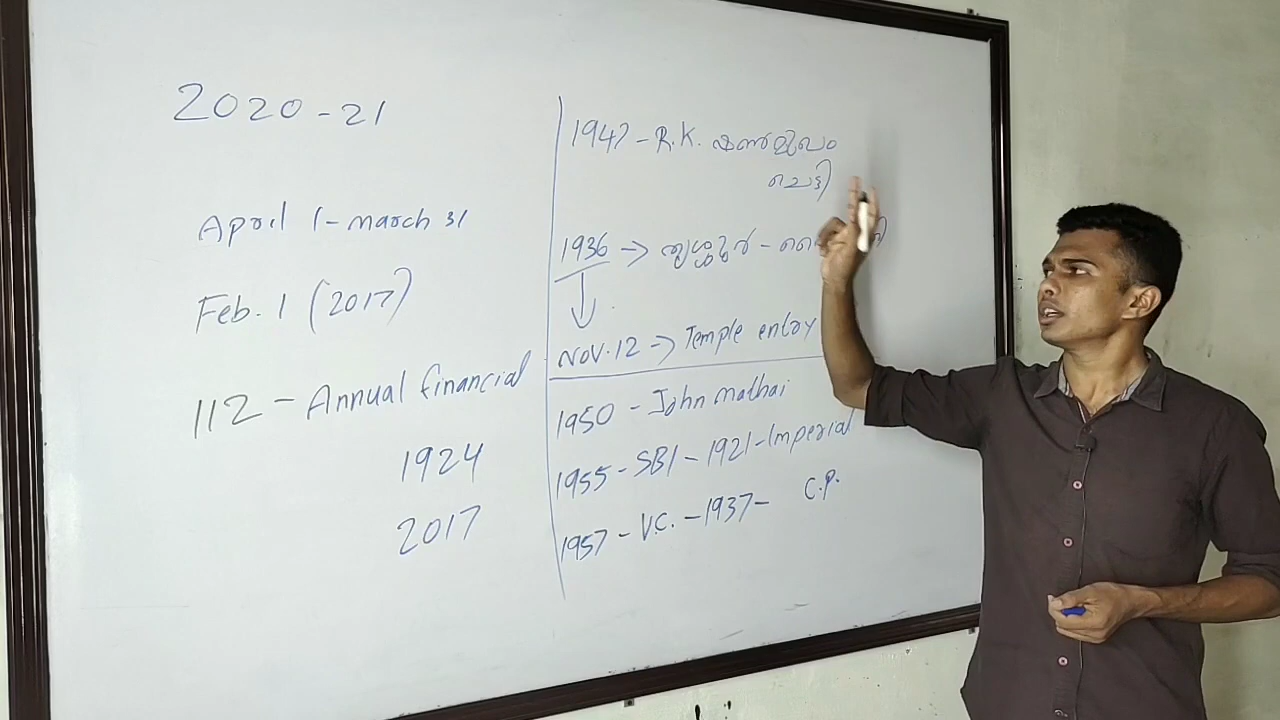 2020-21
April 1 - march 31
Feb. 1 (2017)
112 - Annual financial
1924
2017
1947 - R.K. ഷൺമുഖം
ചെട്ടി
1936 → തൃശ്ശൂർ -
NOV. 12 → Temple entry
1950 - John mathai
1955 - SBI - 1921 - Imperial
1957 - V.C. - 1937 - C.P.